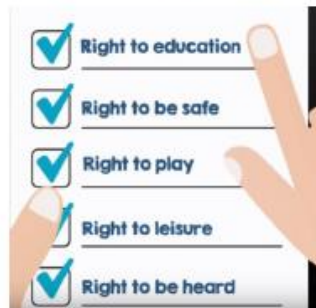 Right to education
Right to be safe
Right to play
Right to leisure
Right to be heard